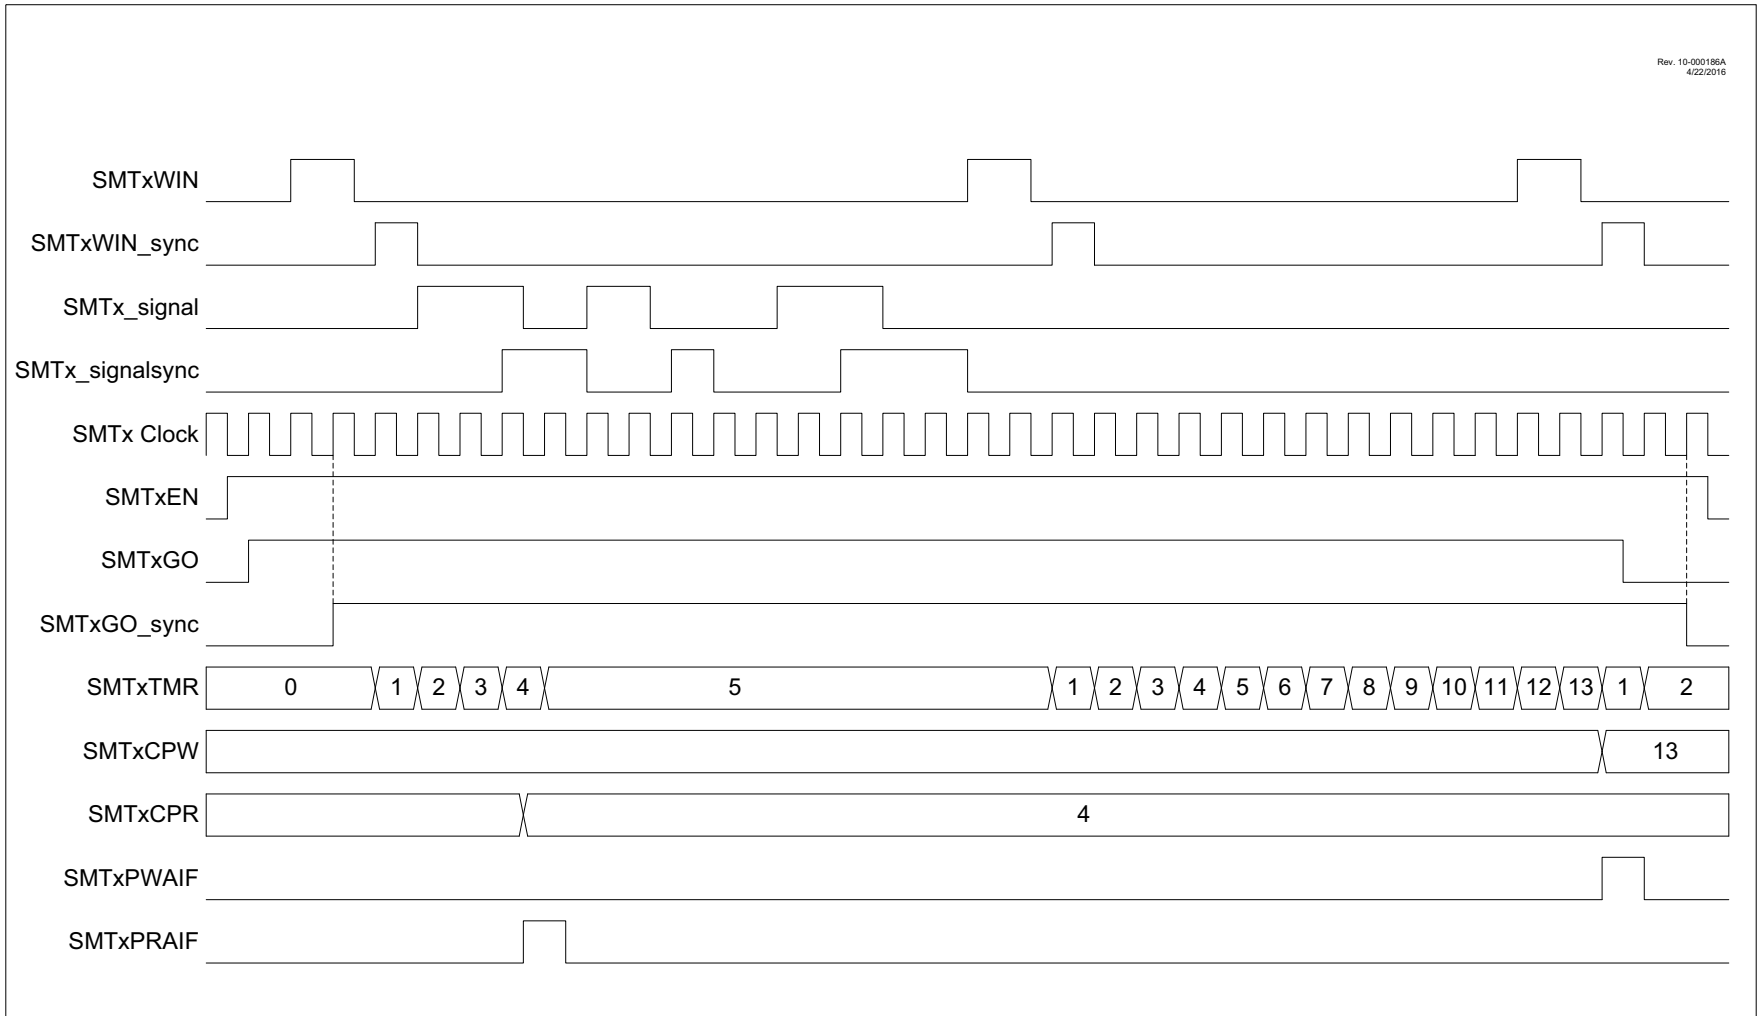 Rev. 10-000186A
4/22/2016
SMTxWIN
SMTxWIN_sync
SMTx_signal
SMTx_signalsync
SMTx Clock
SMTxEN
SMTxGO
SMTxGO_sync
SMTxTMR 0 1 2 3 4 5 1 2 3 4 5 6 7 8 9 10 11 12 13 1 2
SMTxCPW 13
SMTxCPR 4
SMTxPWAIF
SMTxPRAIF